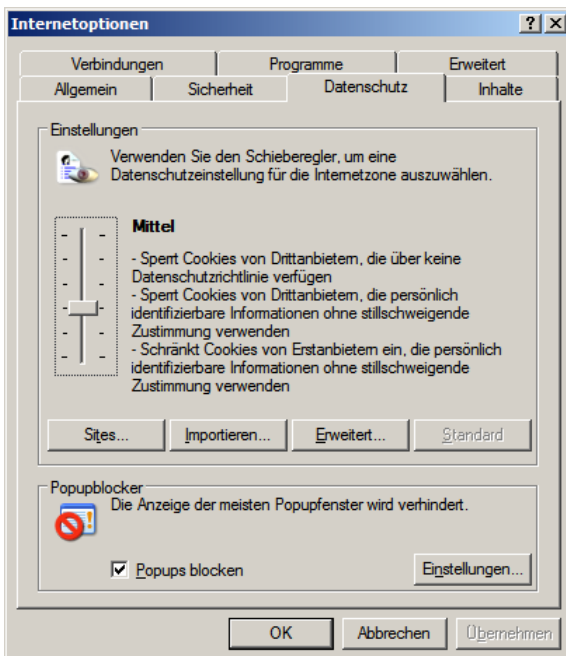 Internetoptionen
Verbindungen Programme Erweitert
Allgemein Sicherheit Datenschutz Inhalte
Einstellungen
Verwenden Sie den Schieberegler, um eine
Datenschutzeinstellung für die Internetzone auszuwählen.
Mittel
- Sperrt Cookies von Drittanbietern, die über keine
Datenschutzrichtlinie verfügen
- Sperrt Cookies von Drittanbietern, die persönlich
identifizierbare Informationen ohne stillschweigende
Zustimmung verwenden
- Schränkt Cookies von Erstanbietern ein, die persönlich
identifizierbare Informationen ohne stillschweigende
Zustimmung verwenden
Sites... Importieren... Erweitert... Standard
Popupblocker
Die Anzeige der meisten Popupfenster wird verhindert.
Popups blocken Einstellungen...
OK Abbrechen Übernehmen